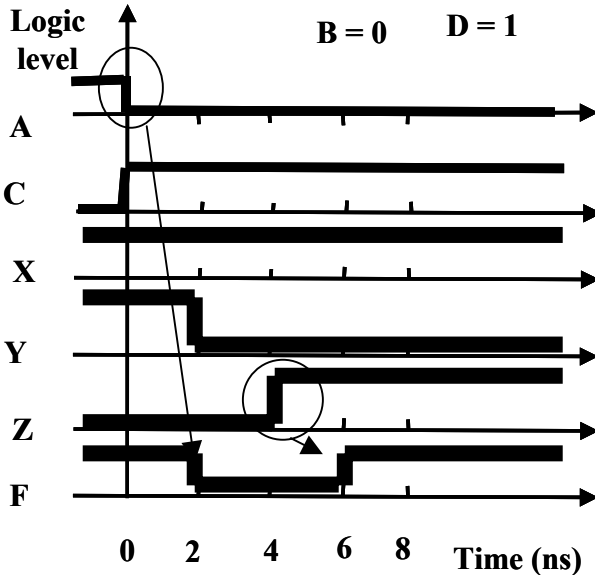 Logic
level
B = 0
D = 1
A
C
X
Y
Z
F
0 2 4 6 8 Time (ns)